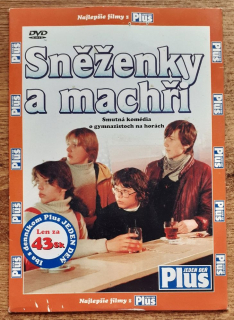 Najlepšie filmy s Plus
DVD
Sněženky
a machři
Smutná komédia
o gymnazistoch na horách
Iba s denníkom Plus JEDEN DEŇ
Len za
43 Sk
JEDEN DEŇ
Plus
Najlepšie filmy s Plus